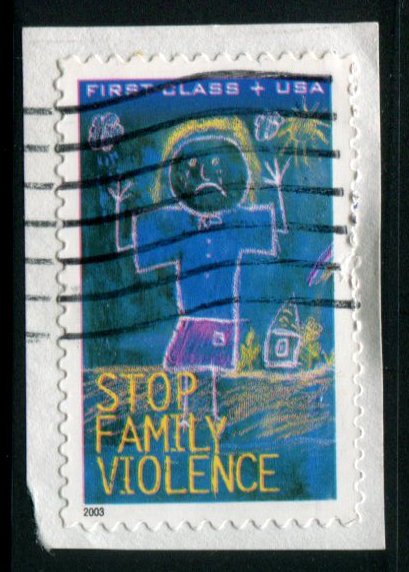 FIRST CLASS + USA
STOP
FAMILY
VIOLENCE
2003